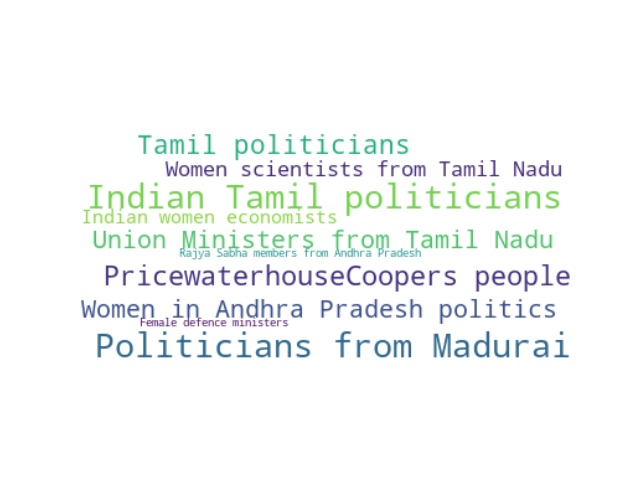 Tamil politicians
Women scientists from Tamil Nadu
Indian Tamil politicians
Indian women economists
Union Ministers from Tamil Nadu
Rajya Sabha members from Andhra Pradesh
PricewaterhouseCoopers people
Women in Andhra Pradesh politics
Female defence ministers
Politicians from Madurai